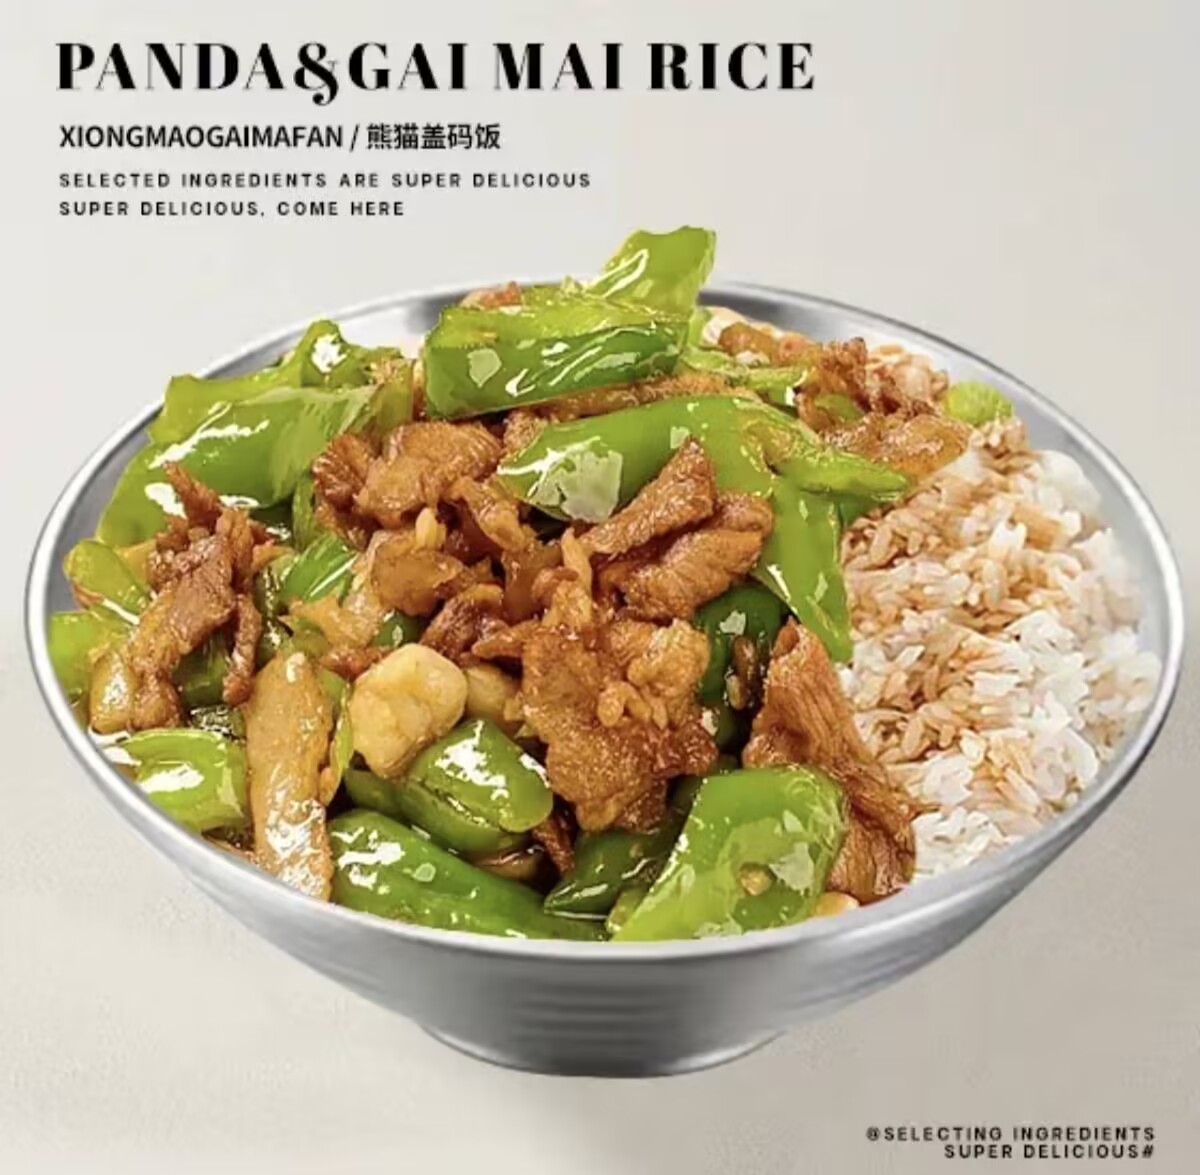 PANDA&GAI MAI RICE
XIONGMAOGAIMAFAN / 熊猫盖码饭
SELECTED INGREDIENTS ARE SUPER DELICIOUS
SUPER DELICIOUS, COME HERE
@SELECTING INGREDIENTS
SUPER DELICIOUS#